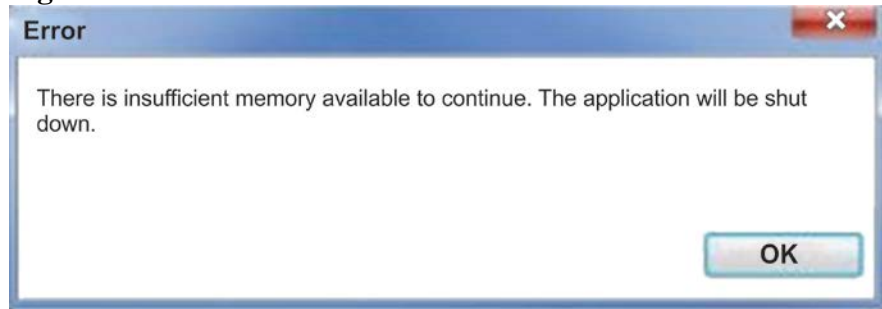 Error
There is insufficient memory available to continue. The application will be shut
down.
OK